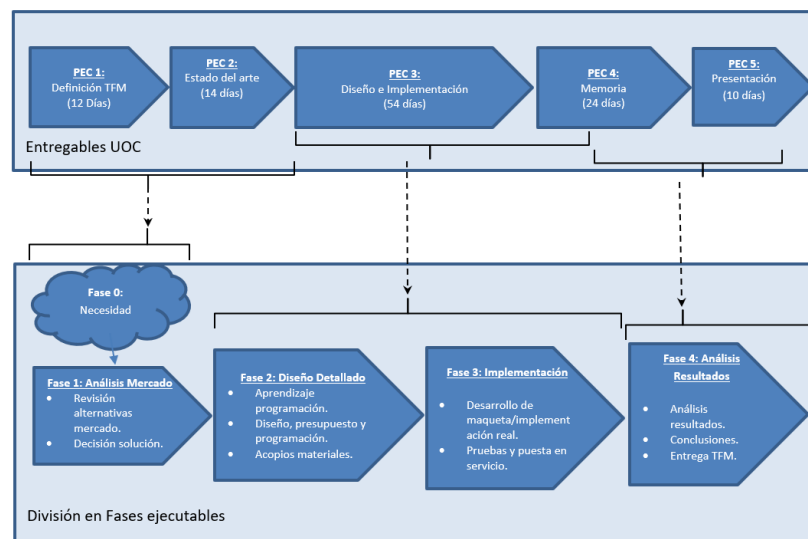 PEC 1:
Definición TFM
(12 Días)
PEC 2:
Estado del arte
(14 días)
PEC 3:
Diseño e Implementación
(54 días)
PEC 4:
Memoria
(24 días)
PEC 5:
Presentación
(10 días)
Entregables UOC
Fase 0:
Necesidad
Fase 1: Análisis Mercado
• Revisión
alternativas
mercado.
• Decisión solución.
Fase 2: Diseño Detallado
• Aprendizaje
programación.
• Diseño, presupuesto y
programación.
• Acopios materiales.
Fase 3: Implementación
• Desarrollo de
maqueta/implement
ación real.
• Pruebas y puesta en
servicio.
Fase 4: Análisis
Resultados
• Análisis
resultados.
• Conclusiones.
• Entrega TFM.
División en Fases ejecutables